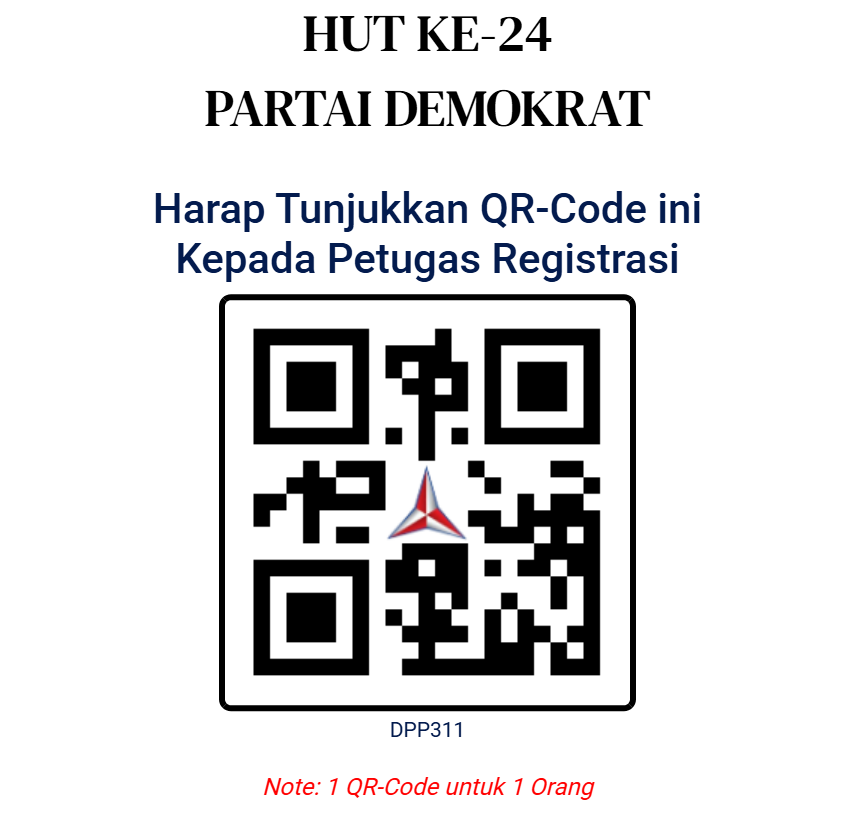 HUT KE-24
PARTAI DEMOKRAT
Harap Tunjukkan QR-Code ini
Kepada Petugas Registrasi
DPP311
Note: 1 QR-Code untuk 1 Orang